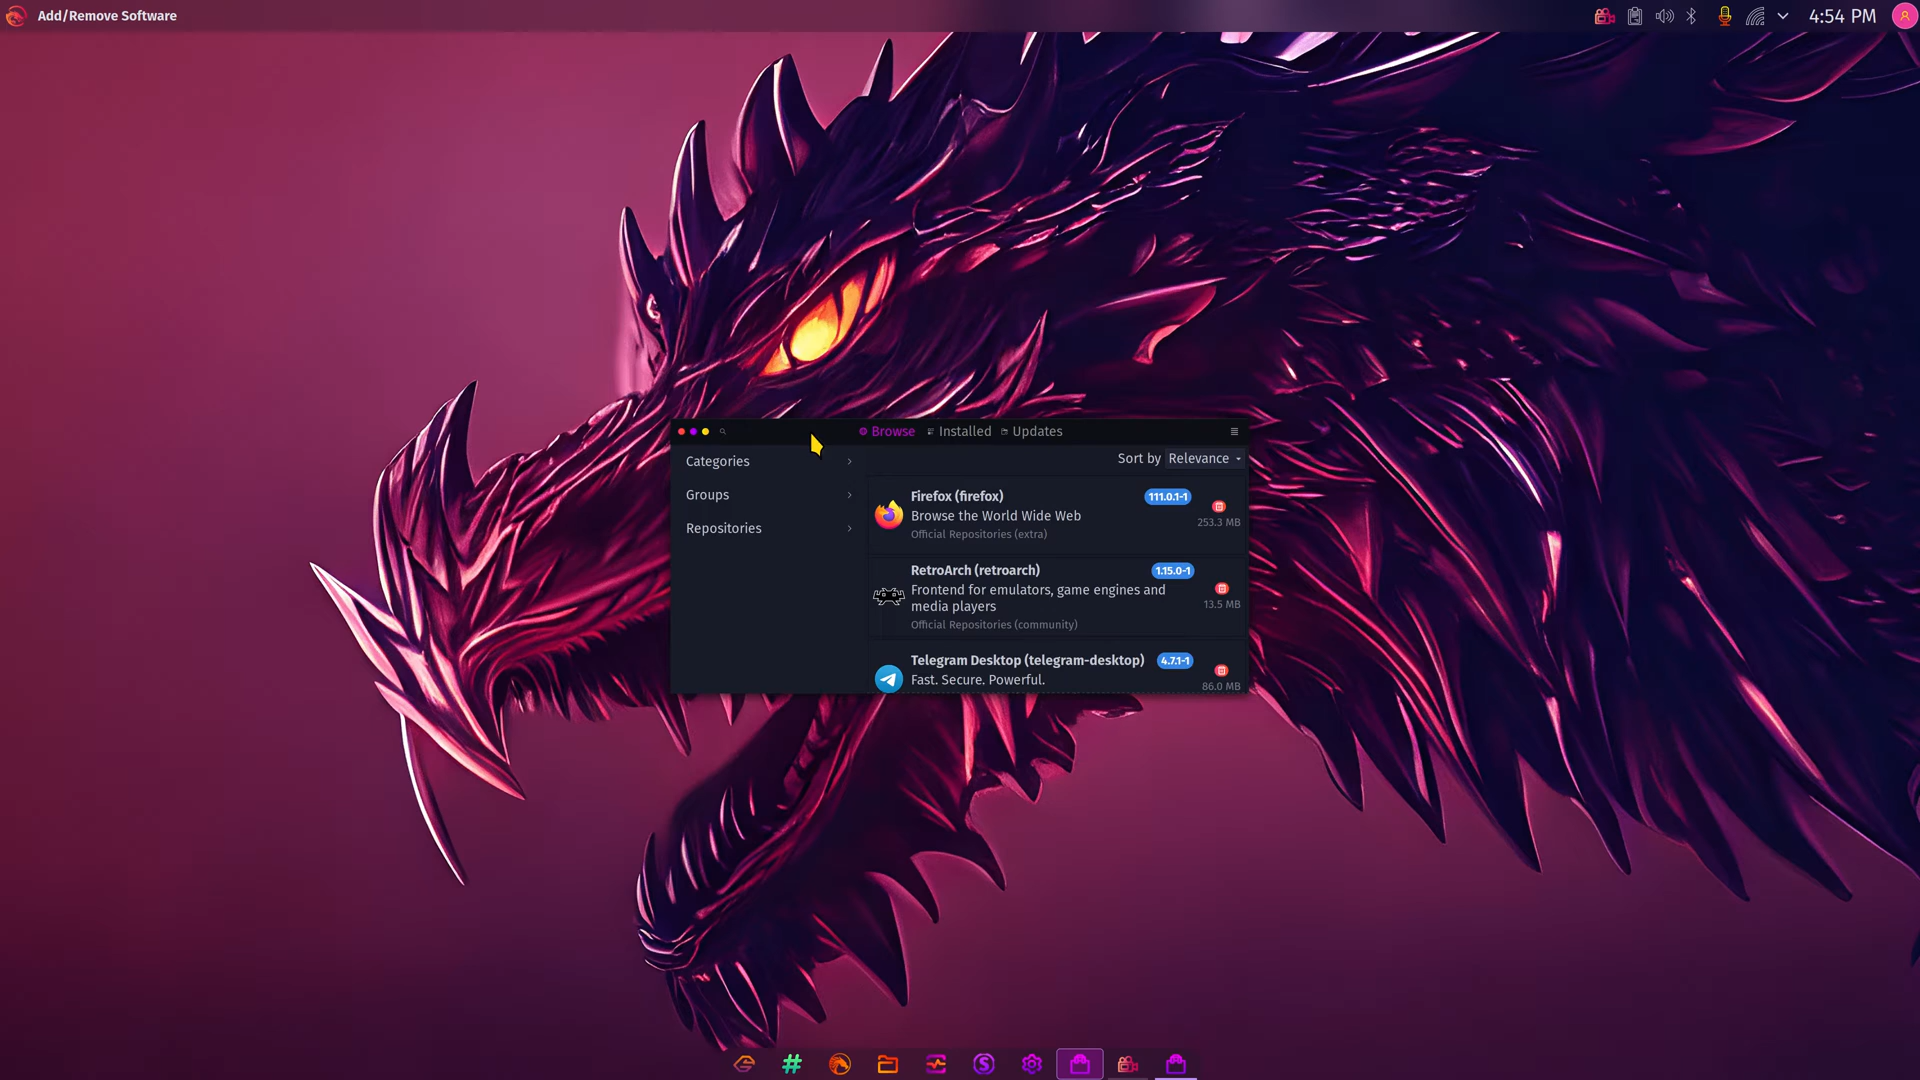 Add/Remove Software
4:54 PM
Browse
Installed
Updates
Categories
Groups
Repositories
Sort by Relevance
Firefox (firefox)
111.0.1-1
Browse the World Wide Web
Official Repositories (extra)
253.3 MB
RetroArch (retroarch)
1.15.0-1
Frontend for emulators, game engines and
media players
Official Repositories (community)
13.5 MB
Telegram Desktop (telegram-desktop)
4.7.1-1
Fast. Secure. Powerful.
86.0 MB